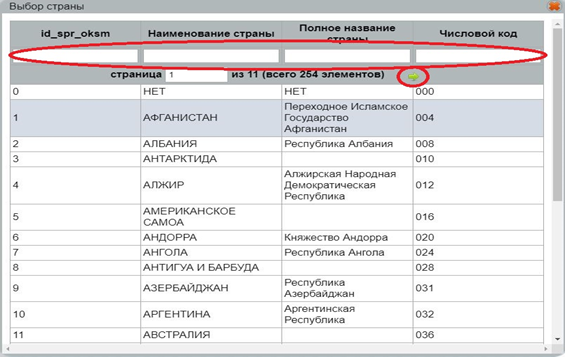 Выбор страны
id_spr_oksm Наименование страны Полное название страны Числовой код
страница 1 из 11 (всего 254 элементов)
0 НЕТ НЕТ 000
1 АФГАНИСТАН Переходное Исламское Государство Афганистан 004
2 АЛБАНИЯ Республика Албания 008
3 АНТАРКТИДА 010
4 АЛЖИР Алжирская Народная Демократическая Республика 012
5 АМЕРИКАНСКОЕ САМОА 016
6 АНДОРРА Княжество Андорра 020
7 АНГОЛА Республика Ангола 024
8 АНТИГУА И БАРБУДА 028
9 АЗЕРБАЙДЖАН Республика Азербайджан 031
10 АРГЕНТИНА Аргентинская Республика 032
11 АВСТРАЛИЯ 036